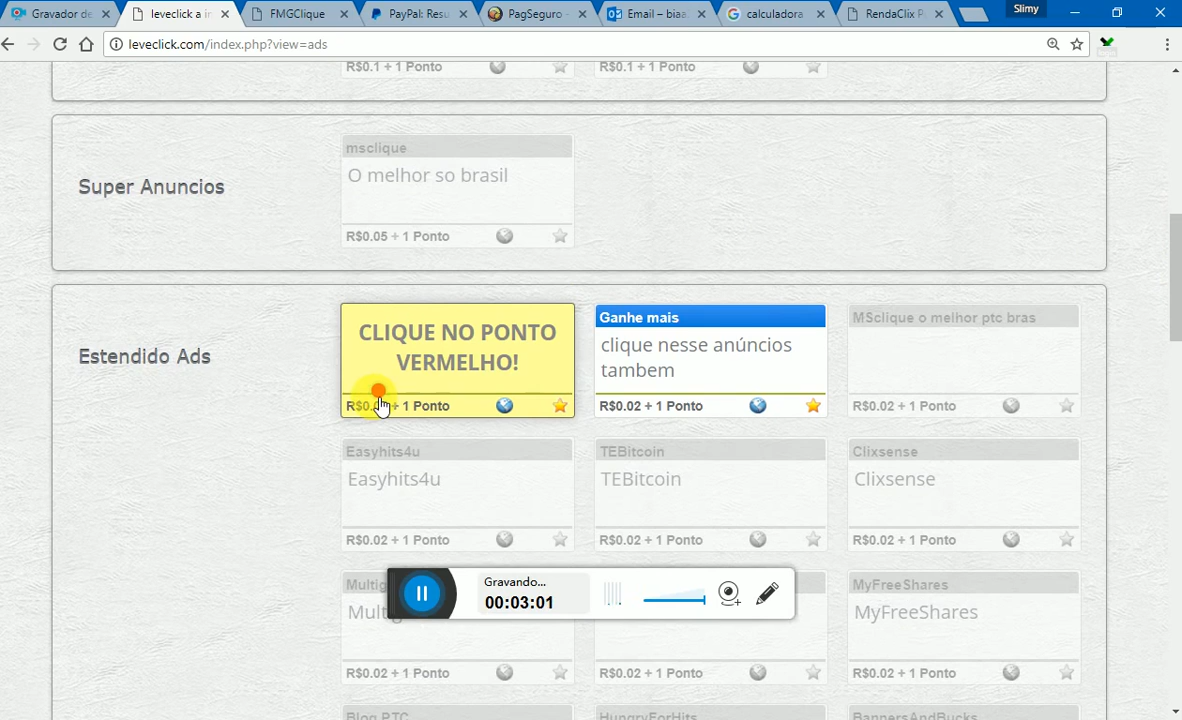 Gravador de
leveclick a in
FMGClique
PayPal: Resu
PagSeguro -
Email – biaa
calculadora
RendaClix P
Slimy
leveclick.com/index.php?view=ads
R$0.1 + 1 Ponto
R$0.1 + 1 Ponto
Super Anuncios
msclique
O melhor so brasil
R$0.05 + 1 Ponto
Estendido Ads
CLIQUE NO PONTO
VERMELHO!
+ 1 Ponto
Ganhe mais
clique nesse anúncios
tambem
R$0.02 + 1 Ponto
MSclique o melhor ptc bras
R$0.02 + 1 Ponto
Easyhits4u
Easyhits4u
R$0.02 + 1 Ponto
TEBitcoin
TEBitcoin
R$0.02 + 1 Ponto
Clixsense
Clixsense
R$0.02 + 1 Ponto
Gravando...
00:03:01
R$0.02 + 1 Ponto
R$0.02 + 1 Ponto
MyFreeShares
MyFreeShares
R$0.02 + 1 Ponto
Blog PTC
HungryForHits
BannersAndBucks